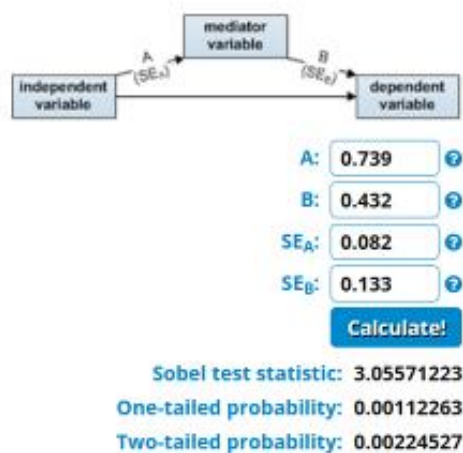 mediator
variable
A
(SEA)
B
(SEB)
independent
variable
dependent
variable
A: 0.739 ?
B: 0.432 ?
SEA: 0.082 ?
SEB: 0.133 ?
Calculate!
Sobel test statistic: 3.05571223
One-tailed probability: 0.00112263
Two-tailed probability: 0.00224527